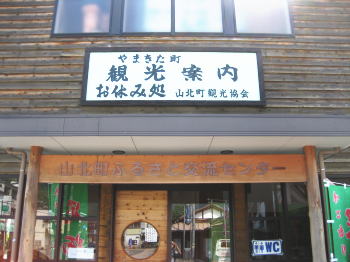 やまきた町
観光案内
お休み処 山北町観光協会
山北町ふるさと交流センター
WC